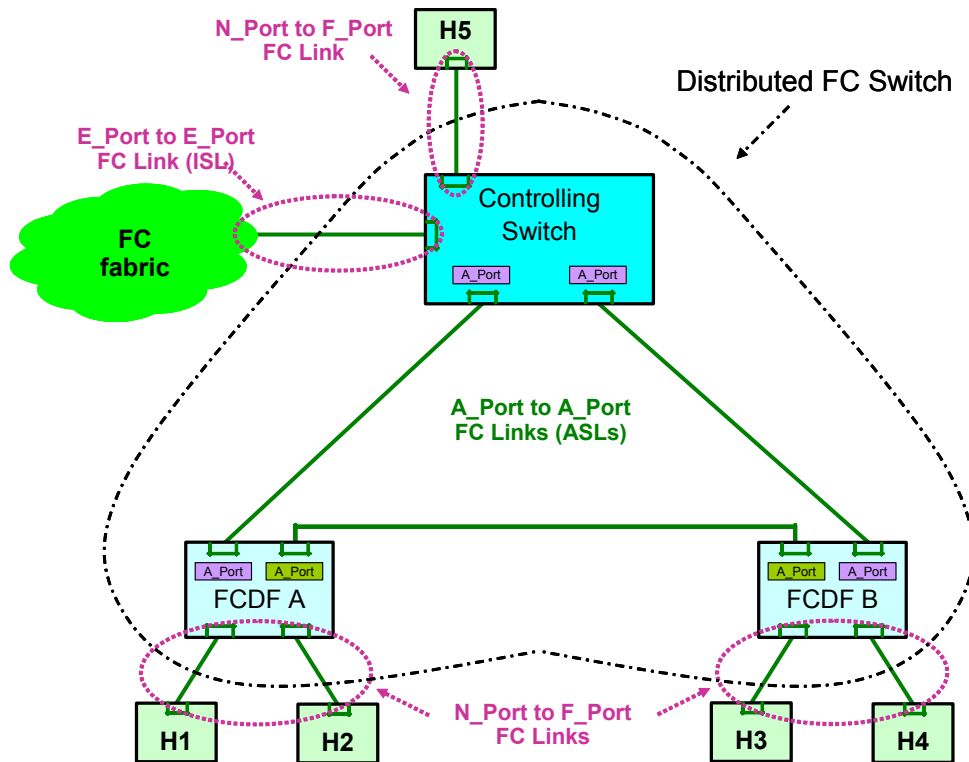 N_Port to F_Port
FC Link
H5
Distributed FC Switch
E_Port to E_Port
FC Link (ISL)
Controlling
Switch
FC
fabric
A_Port
A_Port
A_Port to A_Port
FC Links (ASLs)
A_Port
A_Port
FCDF A
A_Port
A_Port
FCDF B
N_Port to F_Port
FC Links
H1
H2
H3
H4